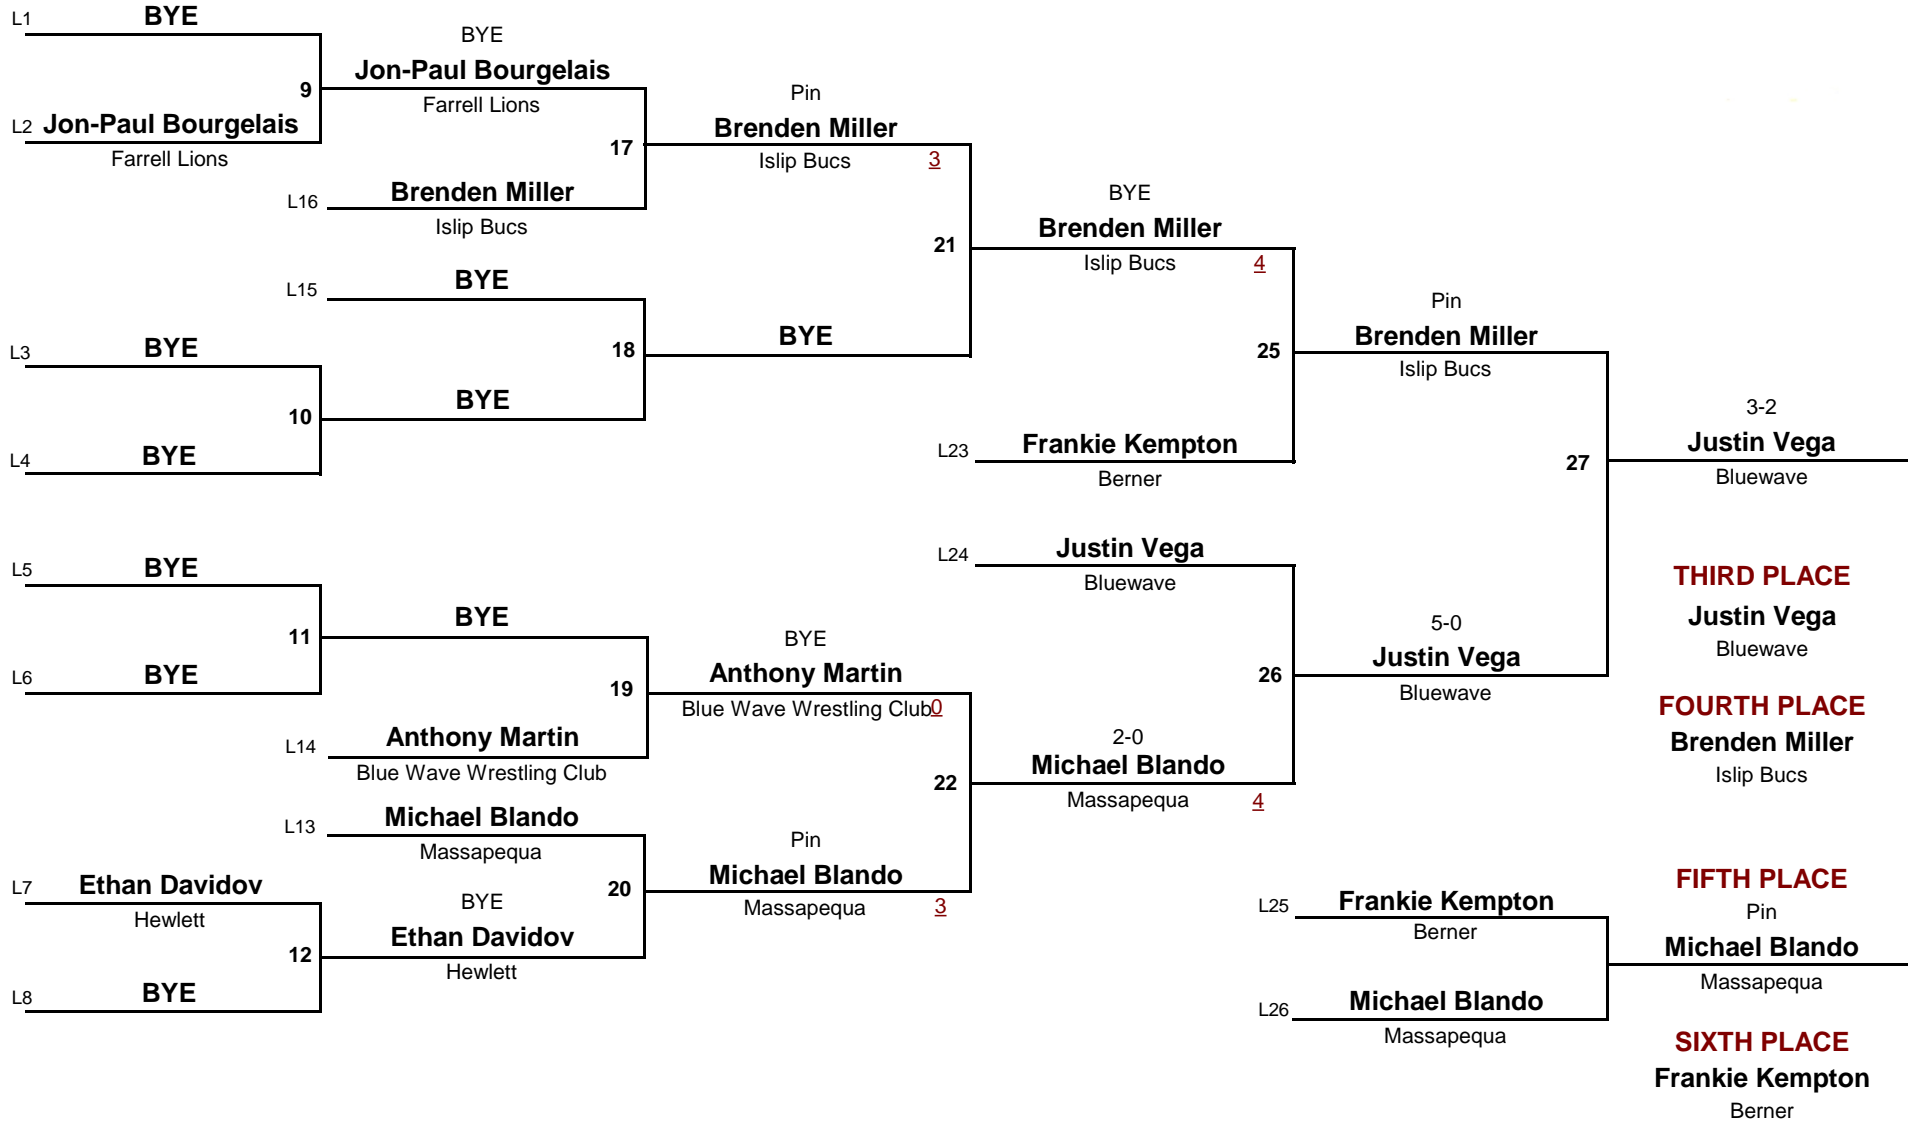 L1 BYE
BYE
Jon-Paul Bourgelais
9
Farrell Lions
L2 Jon-Paul Bourgelais
Farrell Lions
17
Pin
Brenden Miller
Islip Bucs 3
L16 Brenden Miller
Islip Bucs
21
BYE
Brenden Miller
Islip Bucs 4
L15 BYE
L3 BYE
18
BYE
10
BYE
L4 BYE
25
Pin
Brenden Miller
Islip Bucs
L23 Frankie Kempton
Berner
27
3-2
Justin Vega
Bluewave
L5 BYE
11
BYE
L6 BYE
19
BYE
Anthony Martin
Blue Wave Wrestling Club 0
L14 Anthony Martin
Blue Wave Wrestling Club
L24 Justin Vega
Bluewave
26
5-0
Justin Vega
Bluewave
22
2-0
Michael Blando
Massapequa 4
L13 Michael Blando
Massapequa
20
Pin
Michael Blando
Massapequa 3
L7 Ethan Davidov
Hewlett
12
BYE
Ethan Davidov
Hewlett
L8 BYE
THIRD PLACE
Justin Vega
Bluewave
FOURTH PLACE
Brenden Miller
Islip Bucs
L25 Frankie Kempton
Berner
L26 Michael Blando
Massapequa
FIFTH PLACE
Pin
Michael Blando
Massapequa
SIXTH PLACE
Frankie Kempton
Berner